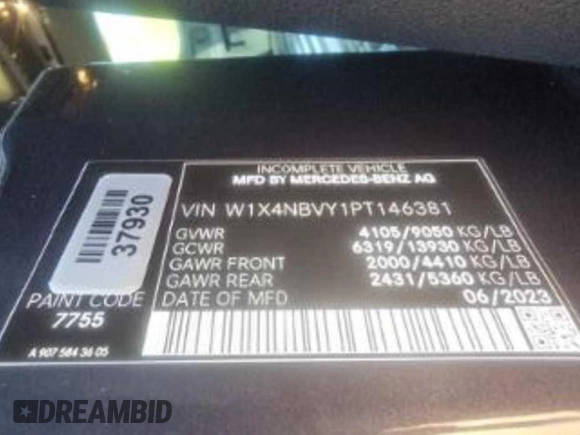 INCOMPLETE VEHICLE
MFD BY MERCEDES-BENZ AG
VIN W1X4NBVY1PT146381
GVWR 4105/9050 KG/LB
GCWR 6319/13930 KG/LB
GAWR FRONT 2000/4410 KG/LB
GAWR REAR 2431/5360 KG/LB
DATE OF MFD 06/2023
37930
PAINT CODE
7755
A 907 584 36 05
DREAMBID